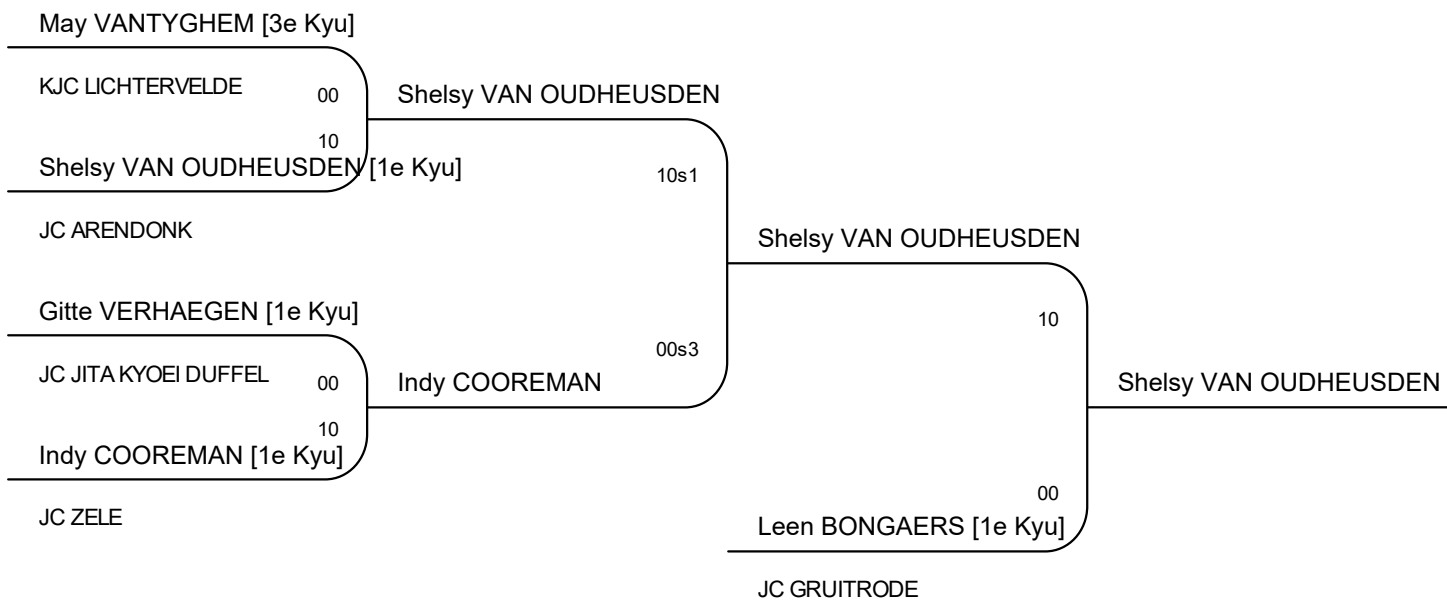 May VANTYGHEM [3e Kyu]
KJC LICHTERVELDE
00
Shelsy VAN OUDHEUSDEN
10
Shelsy VAN OUDHEUSDEN [1e Kyu]
10s1
JC ARENDONK
Shelsy VAN OUDHEUSDEN
Gitte VERHAEGEN [1e Kyu]
10
JC JITA KYOEI DUFFEL
00
00s3
Indy COOREMAN
Shelsy VAN OUDHEUSDEN
10
Indy COOREMAN [1e Kyu]
00
JC ZELE
Leen BONGAERS [1e Kyu]
JC GRUITRODE